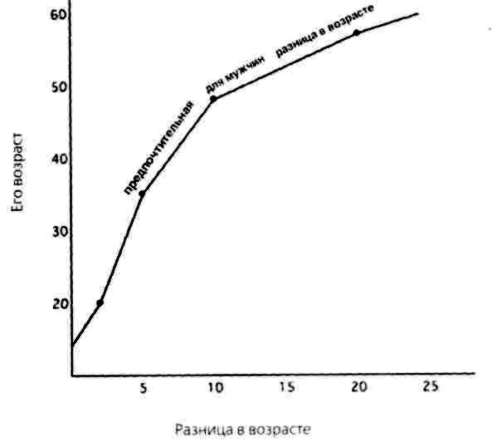 60
50
40
30
20
Его возраст
предпочтительная для мужчин разница в возрасте
5 10 15 20 25
Разница в возрасте